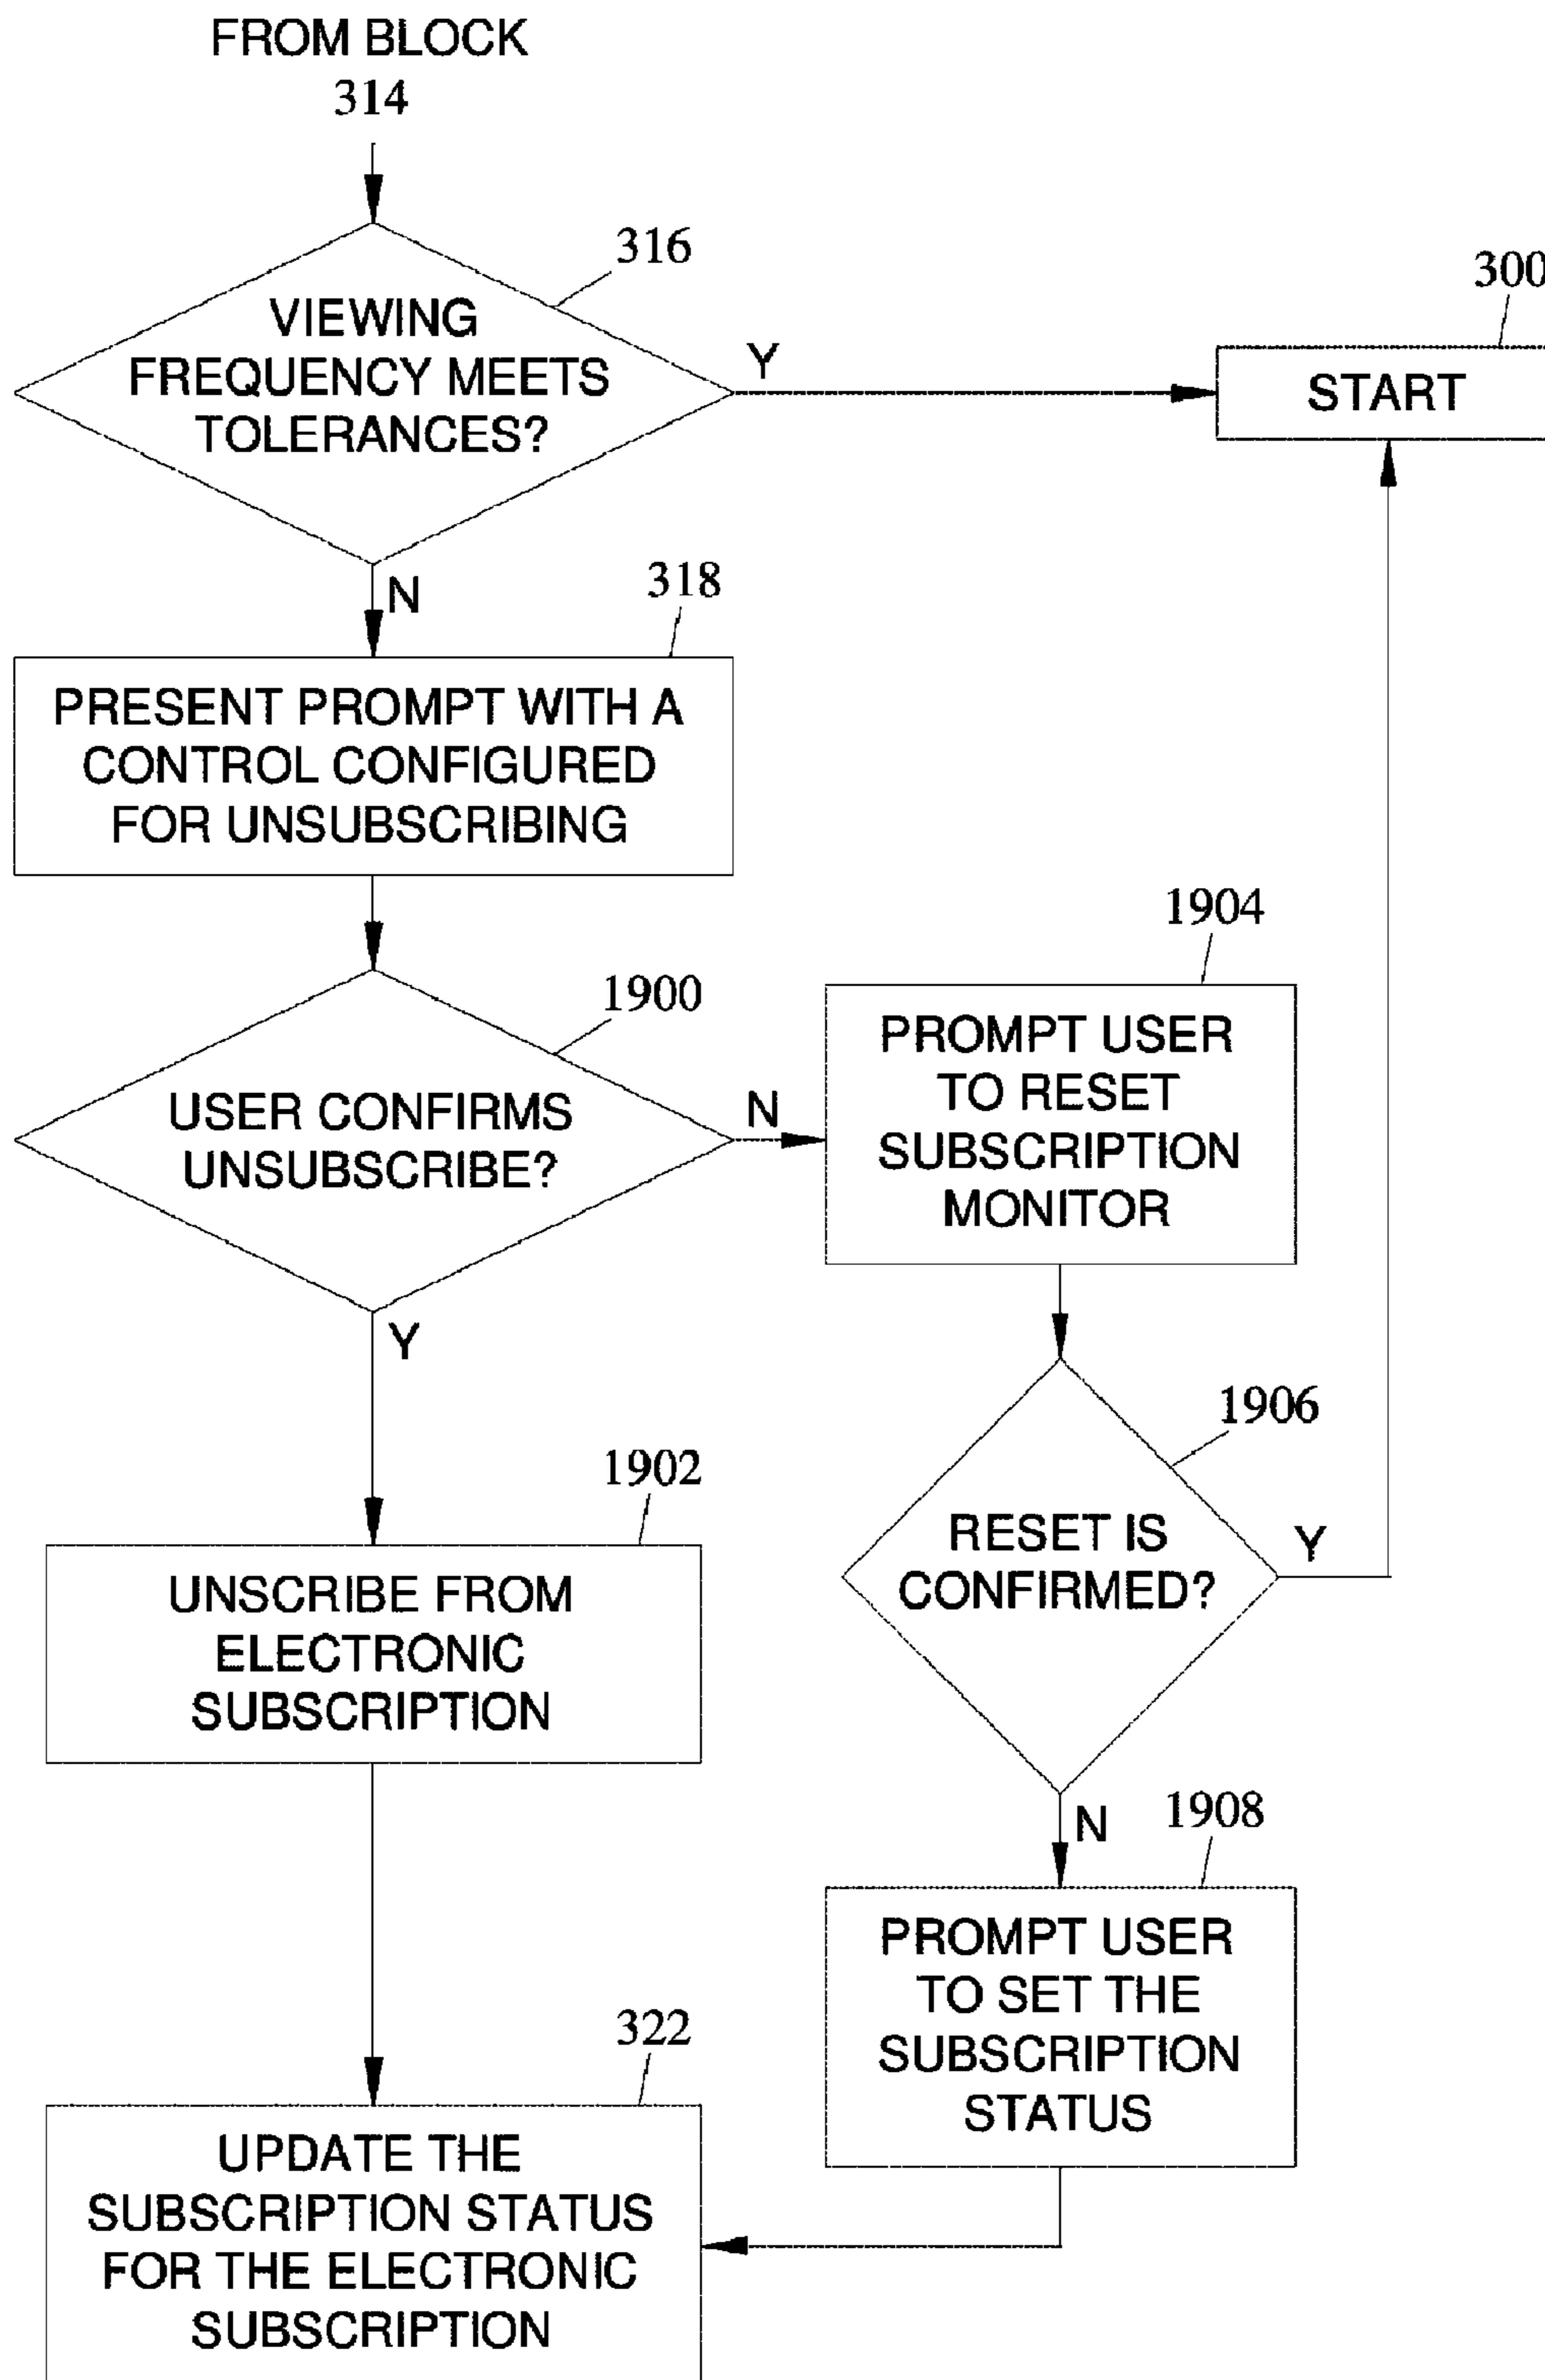 FROM BLOCK
314
316
VIEWING
FREQUENCY MEETS
TOLERANCES?
Y
300
START
N
318
PRESENT PROMPT WITH A
CONTROL CONFIGURED
FOR UNSUBSCRIBING
1900
USER CONFIRMS
UNSUBSCRIBE?
N
1904
PROMPT USER
TO RESET
SUBSCRIPTION
MONITOR
Y
1906
RESET IS
CONFIRMED?
Y
1902
UNSCRIBE FROM
ELECTRONIC
SUBSCRIPTION
N
1908
PROMPT USER
TO SET THE
SUBSCRIPTION
STATUS
322
UPDATE THE
SUBSCRIPTION STATUS
FOR THE ELECTRONIC
SUBSCRIPTION